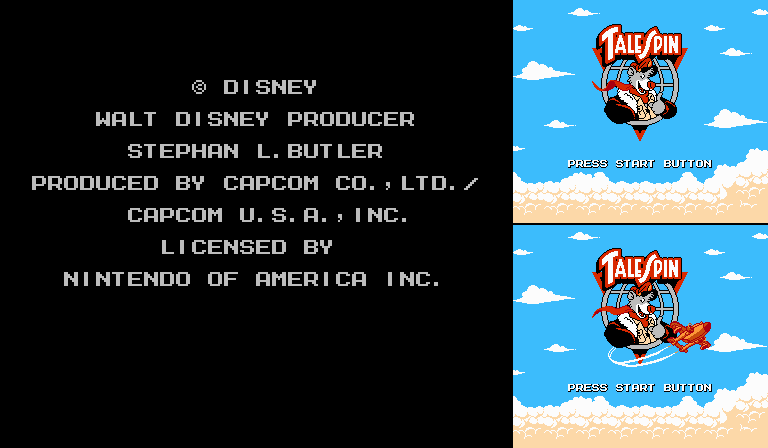 © DISNEY
WALT DISNEY PRODUCER
STEPHAN L.BUTLER
PRODUCED BY CAPCOM CO.,LTD./
CAPCOM U.S.A.,INC.
LICENSED BY
NINTENDO OF AMERICA INC.
TALESPIN
PRESS START BUTTON
TALESPIN
PRESS START BUTTON